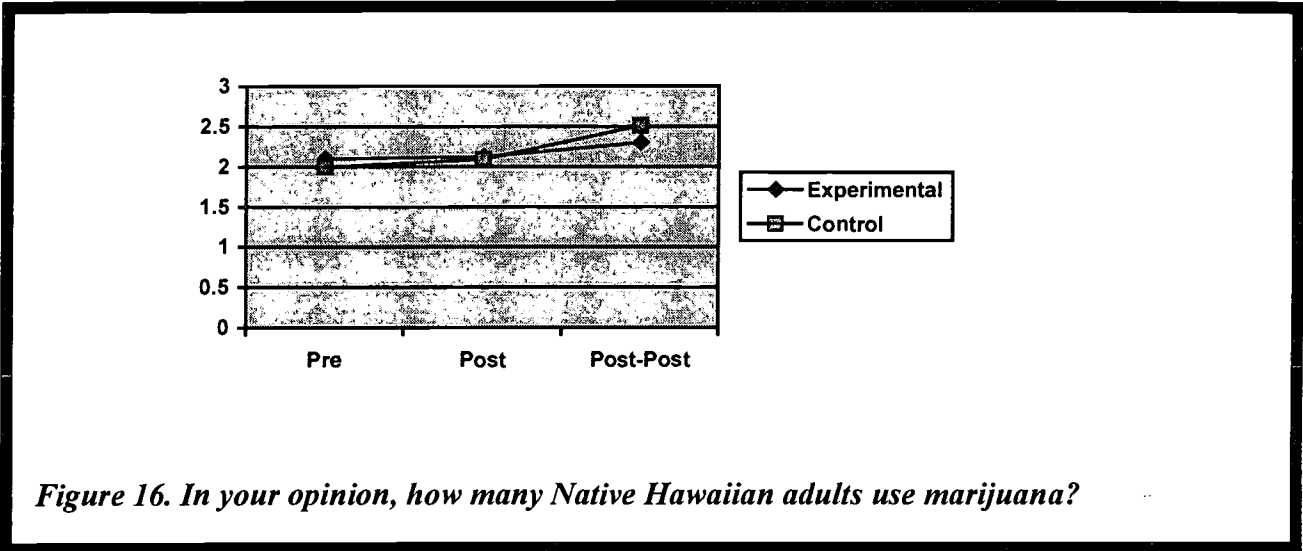 3
2.5
2
1.5
1
0.5
0
Pre Post Post-Post
Experimental
Control
Figure 16. In your opinion, how many Native Hawaiian adults use marijuana?